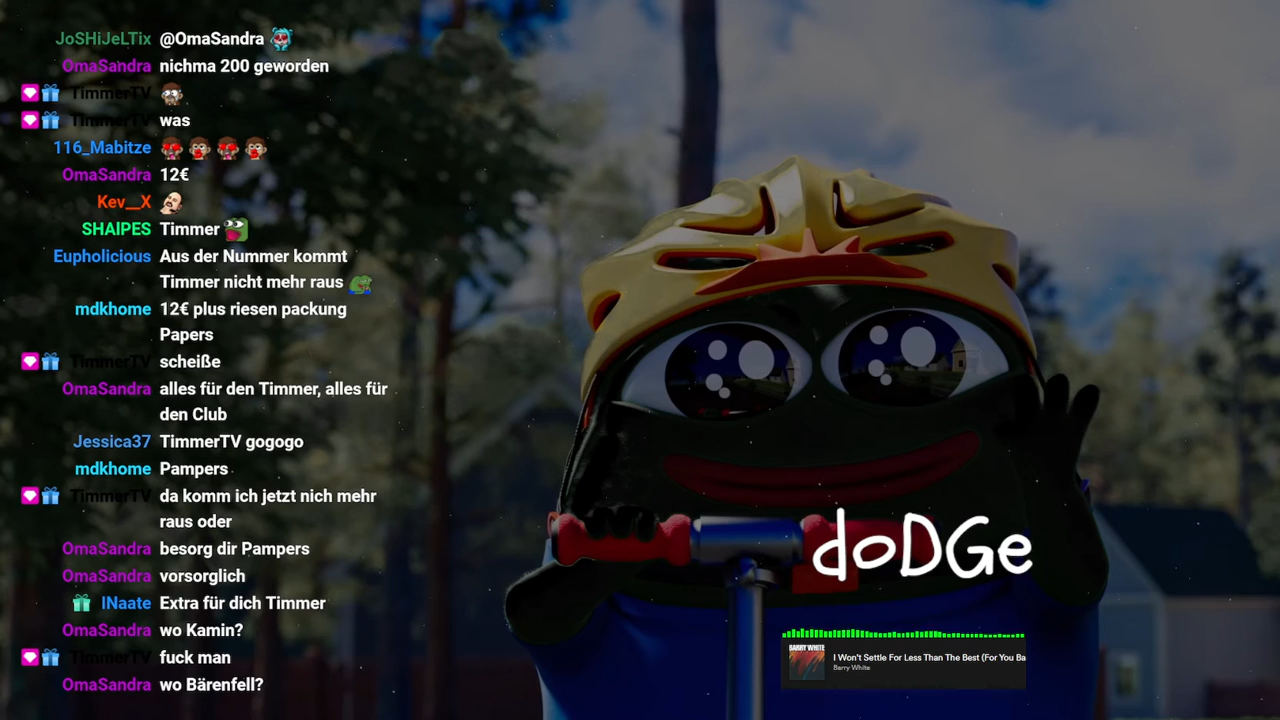 JoSHiJeLTix @OmaSandra
OmaSandra nichma 200 geworden
TimmerTV
TimmerTV was
116_Mabitze
OmaSandra 12€
Kev__X
SHAIPES Timmer
Eupholicious Aus der Nummer kommt
Timmer nicht mehr raus
mdkhome 12€ plus riesen packung
Papers
TimmerTV scheiße
OmaSandra alles für den Timmer, alles für
den Club
Jessica37 TimmerTV gogogo
mdkhome Pampers
TimmerTV da komm ich jetzt nich mehr
raus oder
OmaSandra besorg dir Pampers
OmaSandra vorsorglich
lNaate Extra für dich Timmer
OmaSandra wo Kamin?
TimmerTV fuck man
OmaSandra wo Bärenfell?
doDGe
BARRY WHITE
I Won't Settle For Less Than The Best (For You Ba
Barry White